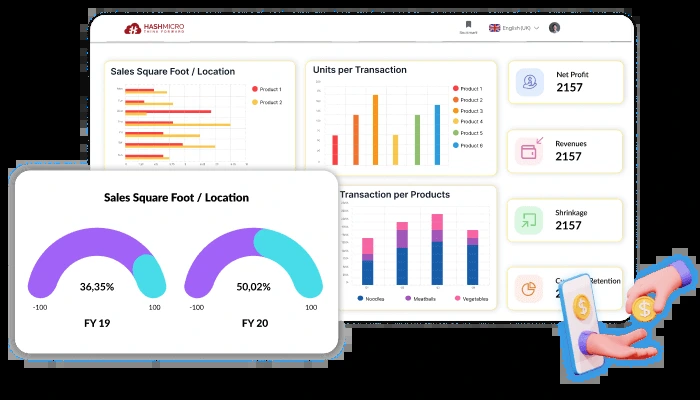 HASHMICRO
THINK FORWARD
Bookmark
English(UK)
Sales Square Foot / Location
Product 1
Product 2
Units per Transaction
Product 1
Product 2
Product 3
Product 4
Product 5
Product 6
Net Profit
2157
Revenues
2157
Shrinkage
2157
Retention
Transaction per Products
Noodles
Meatballs
Vegetables
Sales Square Foot / Location
36,35%
-100
100
FY 19
50,02%
-100
100
FY 20